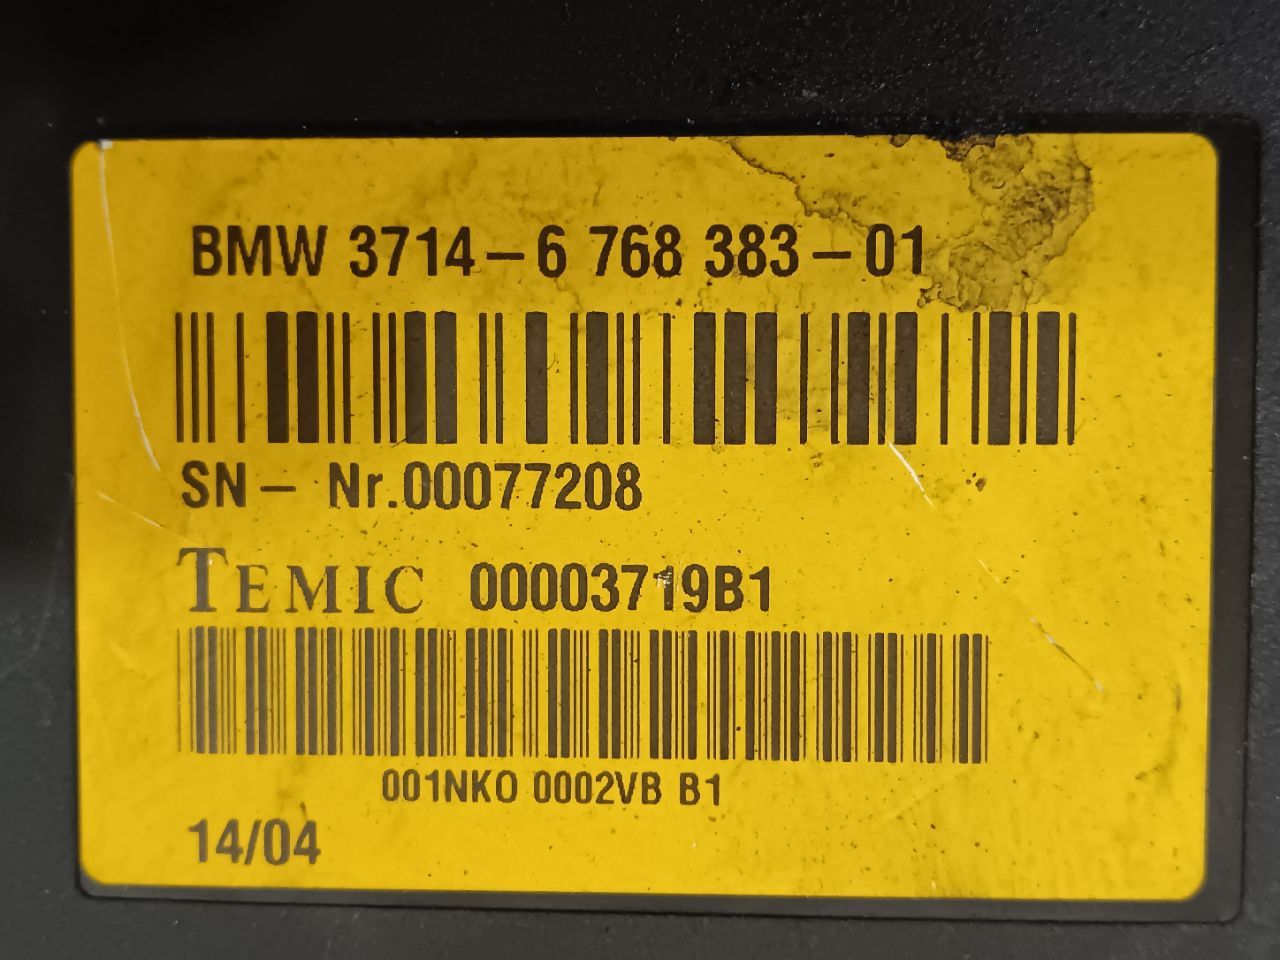 BMW 3714-6 768 383-01
SN- Nr.00077208
TEMIC 00003719B1
001NKO 0002VB B1
14/04